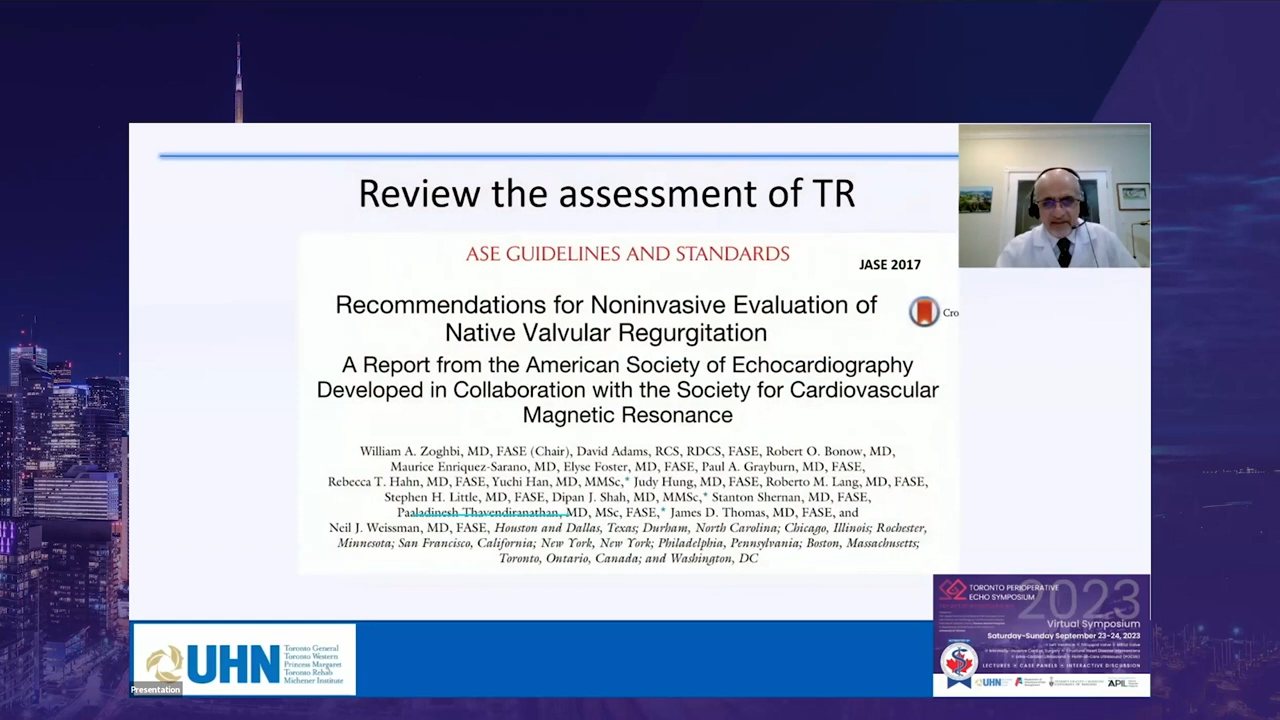 Review the assessment of TR
ASE GUIDELINES AND STANDARDS
JASE 2017
Recommendations for Noninvasive Evaluation of
Native Valvular Regurgitation
Cro
A Report from the American Society of Echocardiography
Developed in Collaboration with the Society for Cardiovascular
Magnetic Resonance
William A. Zoghbi, MD, FASE (Chair), David Adams, RCS, RDCS, FASE, Robert O. Bonow, MD,
Maurice Enriquez-Sarano, MD, Elyse Foster, MD, FASE, Paul A. Grayburn, MD, FASE,
Rebecca T. Hahn, MD, FASE, Yuchi Han, MD, MMSc,* Judy Hung, MD, FASE, Roberto M. Lang, MD, FASE,
Stephen H. Little, MD, FASE, Dipan J. Shah, MD, MMSc,* Stanton Shernan, MD, FASE,
Paaladinesh Thavendiranathan, MD, MSc, FASE,* James D. Thomas, MD, FASE, and
Neil J. Weissman, MD, FASE, Houston and Dallas, Texas; Durham, North Carolina; Chicago, Illinois; Rochester,
Minnesota; San Francisco, California; New York, New York; Philadelphia, Pennsylvania; Boston, Massachusetts;
Toronto, Ontario, Canada; and Washington, DC
UHN
Toronto General
Toronto Western
Princess Margaret
Toronto Rehab
Michener Institute
Presentation
TORONTO PERIOPERATIVE
ECHO SYMPOSIUM
2023
Virtual Symposium
Saturday-Sunday September 23-24, 2023
LECTURES CASE PANELS INTERACTIVE DISCUSSION
UHN
APIL